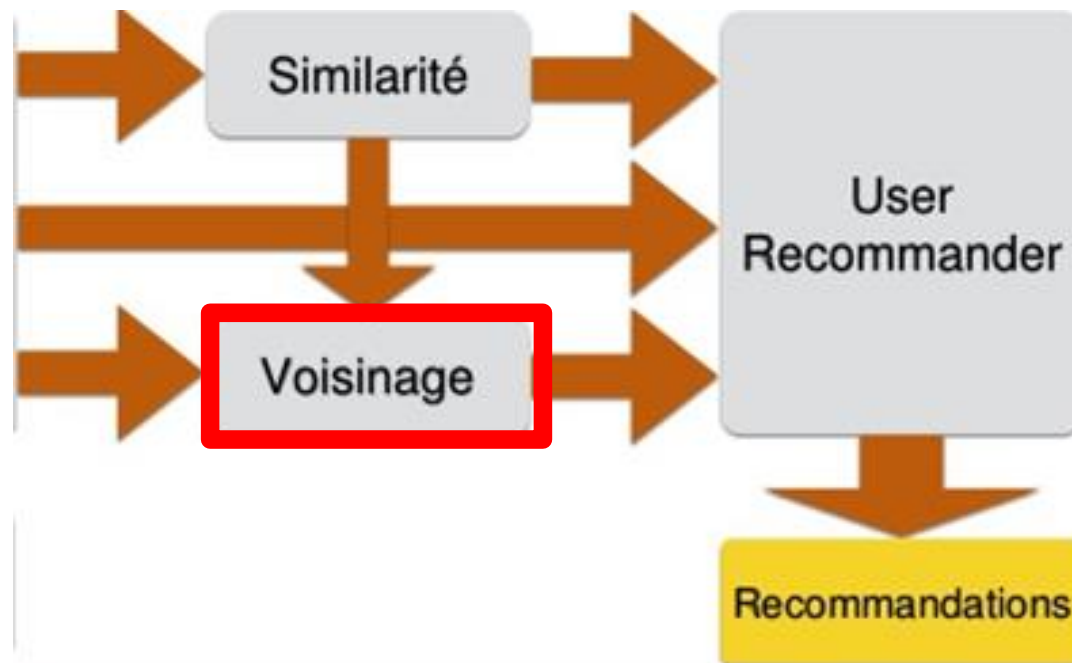 Similarité
User
Recommander
Voisinage
Recommandations